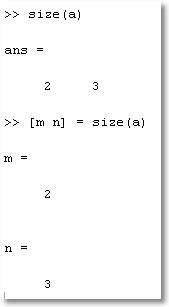 >> size(a)
ans =
2 3
>> [m n] = size(a)
m =
2
n =
3